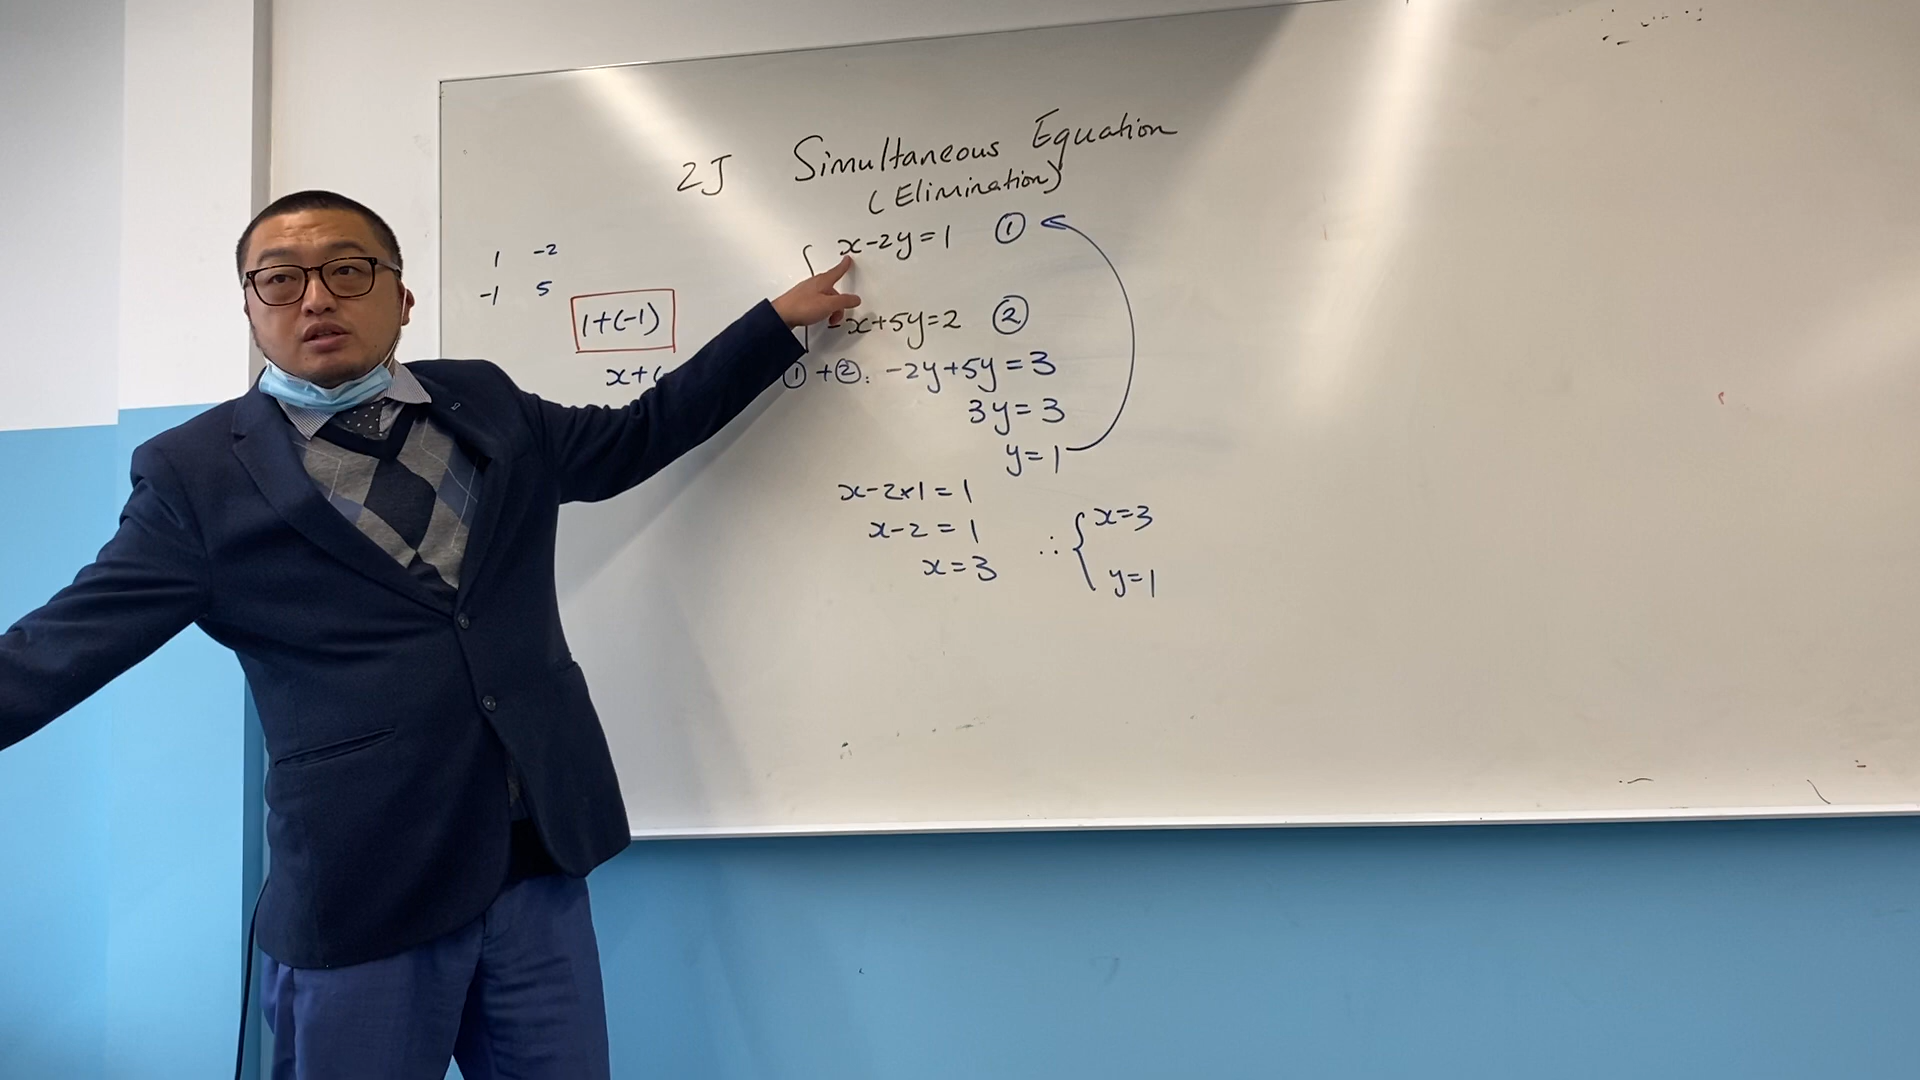 2J Simultaneous Equation
(Elimination)
x-2y=1 ①
-x+5y=2 ②
①+②: -2y+5y=3
3y=3
y=1
x-2×1=1
x-2=1
x=3
∴ { x=3
y=1
1 -2
-1 5
1+(-1)
x+(